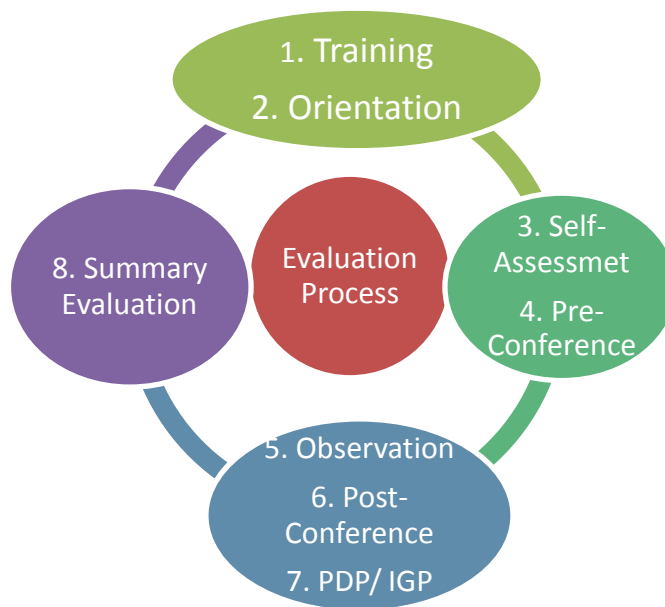 1. Training
2. Orientation
3. Self-
Assessmet
4. Pre-
Conference
5. Observation
6. Post-
Conference
7. PDP/ IGP
8. Summary
Evaluation
Evaluation
Process